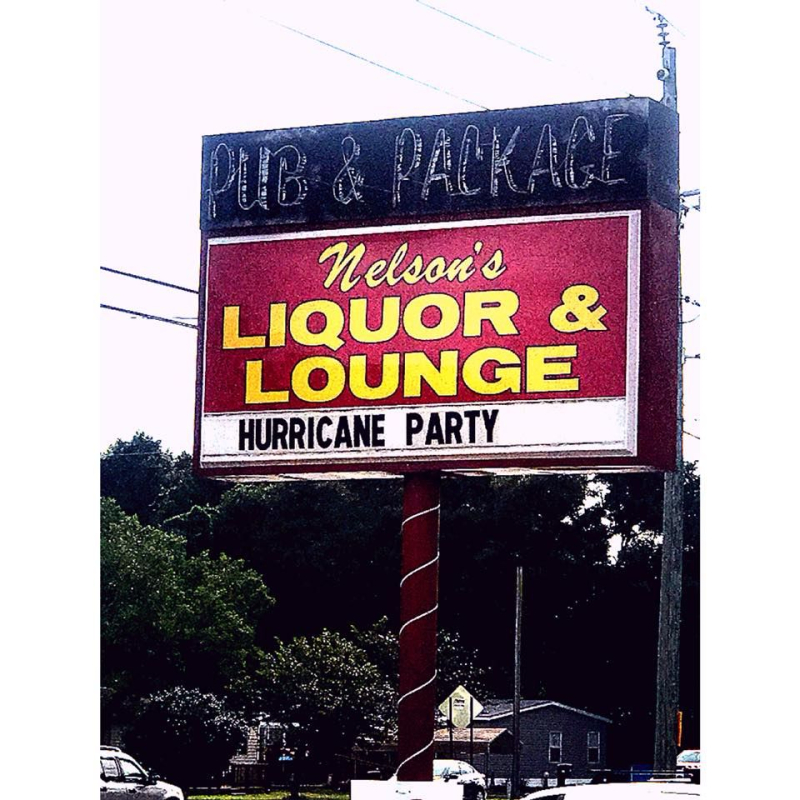 PUB & PACKAGE
Nelson's
LIQUOR &
LOUNGE
HURRICANE PARTY